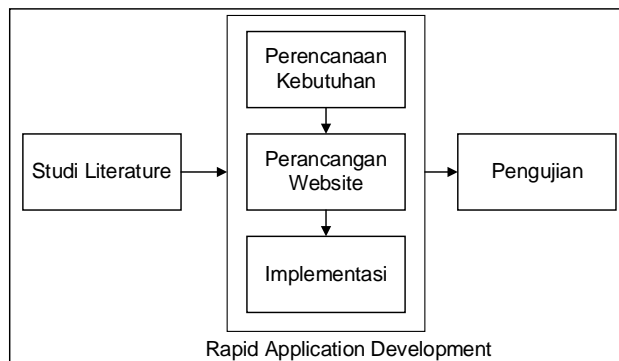 Studi Literature
Perencanaan
Kebutuhan
Perancangan
Website
Implementasi
Pengujian
Rapid Application Development